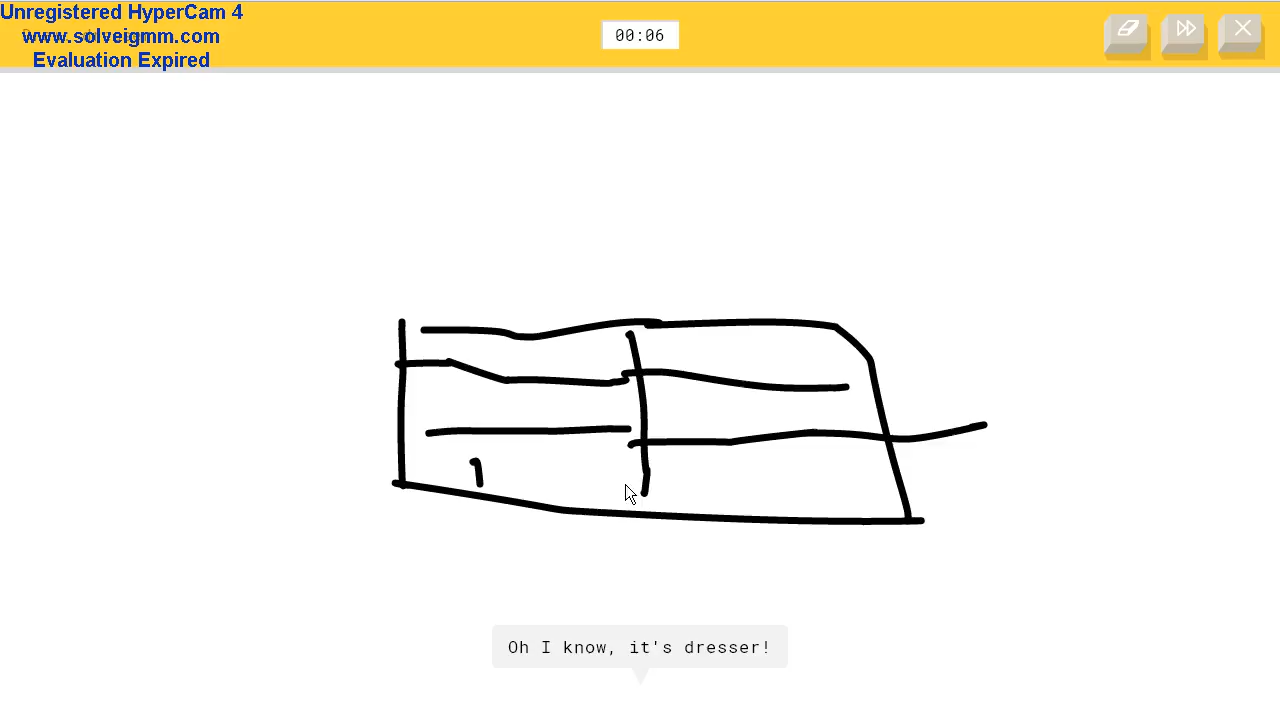 Unregistered HyperCam 4
www.solveigmm.com
Evaluation Expired
00:06
Oh I know, it's dresser!